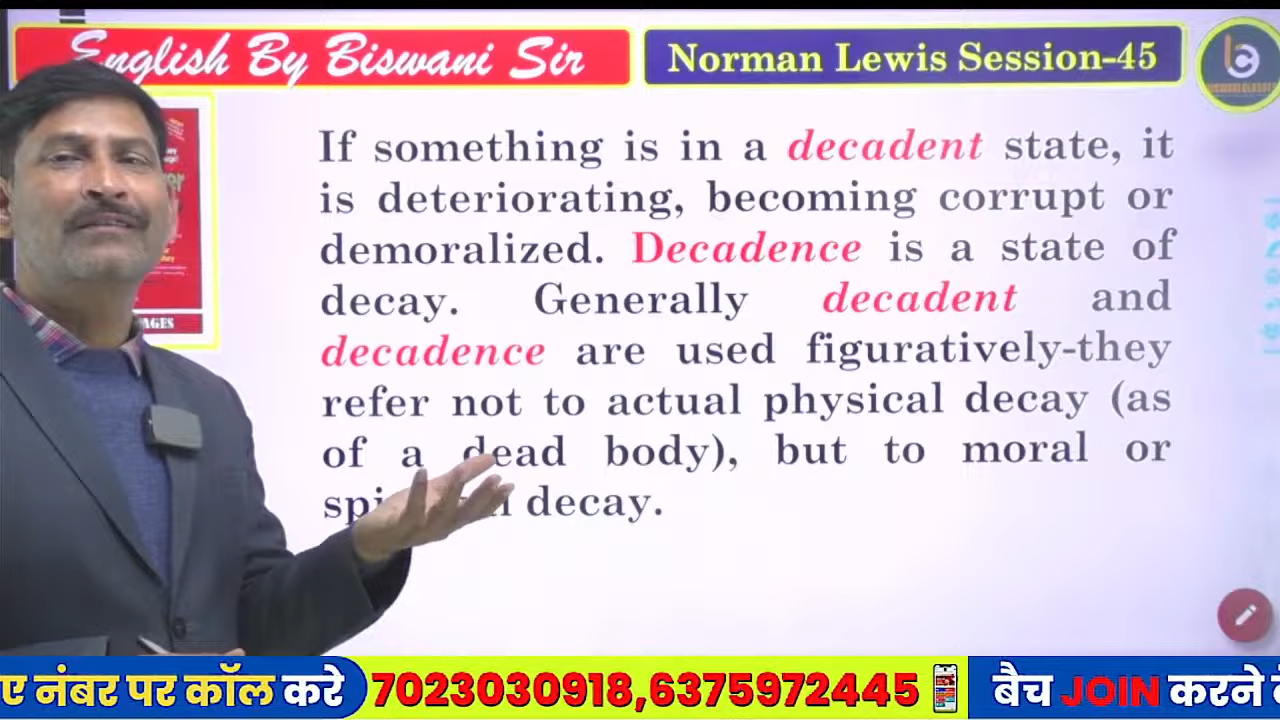 English By Biswani Sir
Norman Lewis Session-45
If something is in a decadent state, it
is deteriorating, becoming corrupt or
demoralized. Decadence is a state of
decay. Generally decadent and
decadence are used figuratively-they
refer not to actual physical decay (as
of a dead body), but to moral or
decay.
AGES
नंबर पर कॉल करे
7023030918,6375972445
बैच JOIN करने